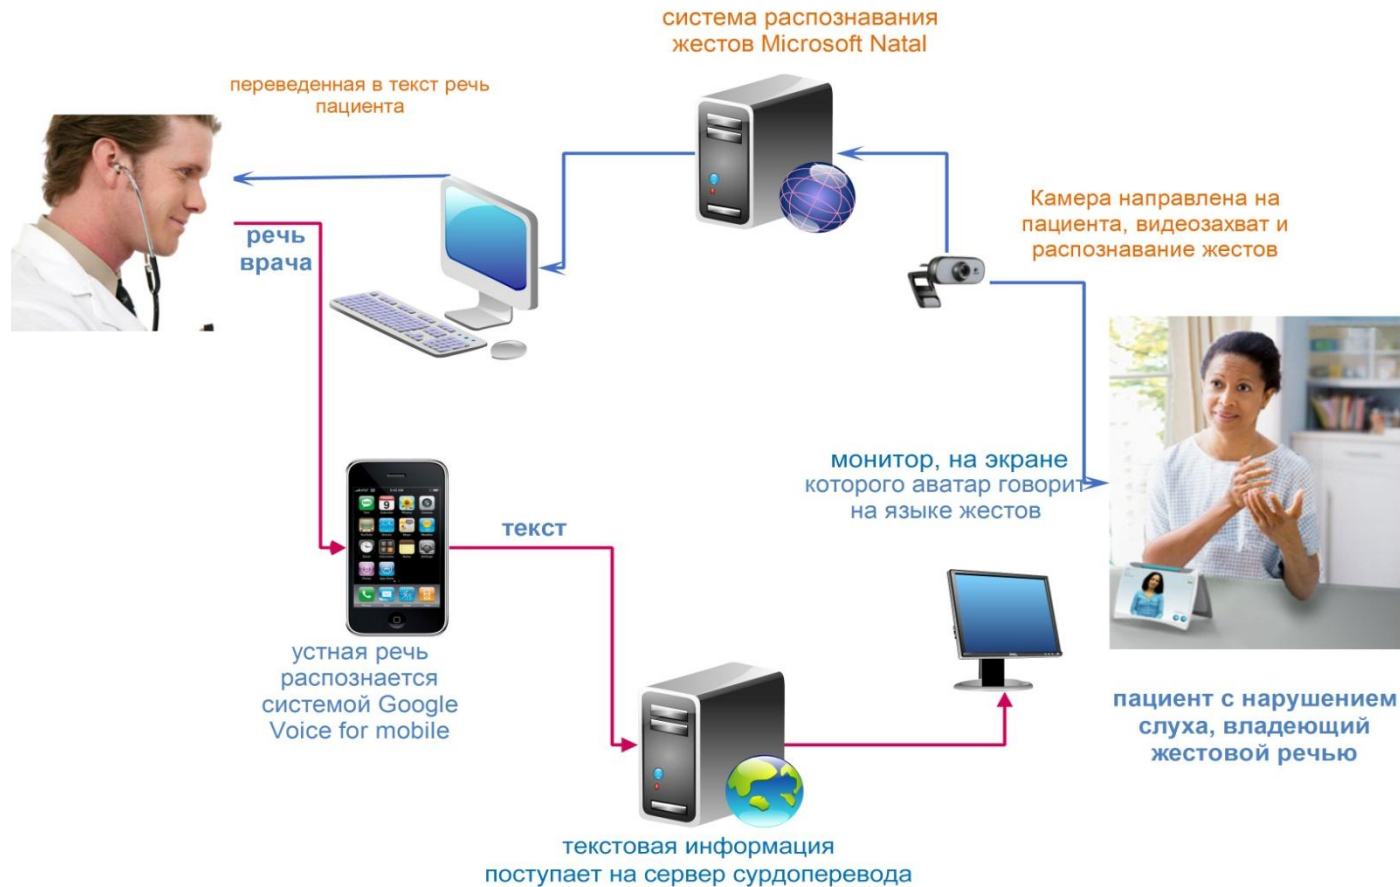 система распознавания
жестов Microsoft Natal
переведенная в текст речь
пациента
речь
врача
Камера направлена на
пациента, видеозахват и
распознавание жестов
монитор, на экране
которого аватар говорит
на языке жестов
текст
устная речь
распознается
системой Google
Voice for mobile
пациент с нарушением
слуха, владеющий
жестовой речью
текстовая информация
поступает на сервер сурдоперевода